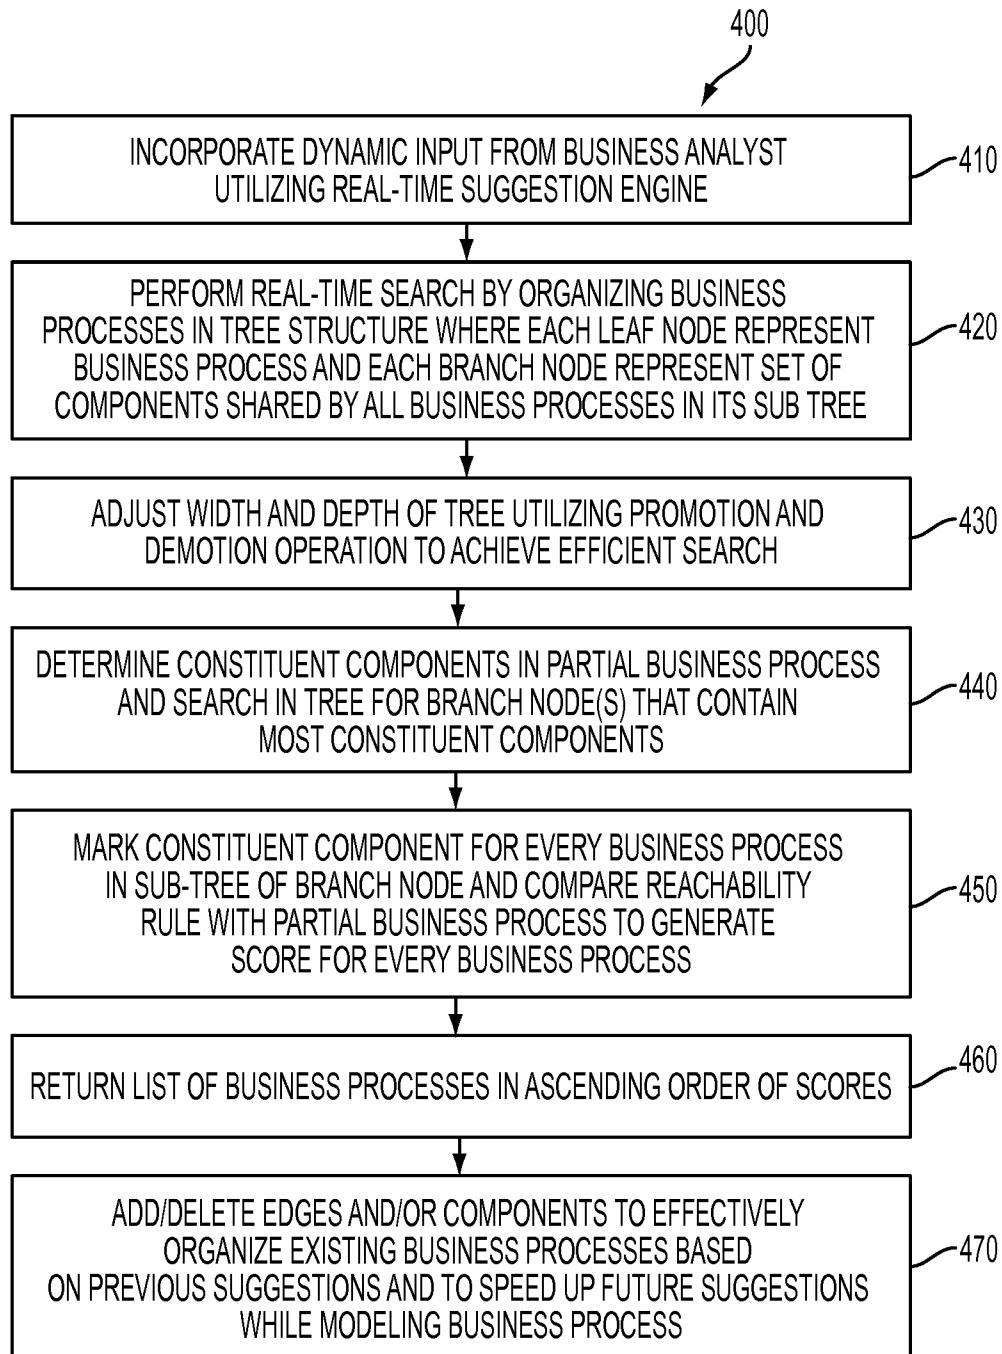 400
INCORPORATE DYNAMIC INPUT FROM BUSINESS ANALYST
UTILIZING REAL-TIME SUGGESTION ENGINE
410
PERFORM REAL-TIME SEARCH BY ORGANIZING BUSINESS
PROCESSES IN TREE STRUCTURE WHERE EACH LEAF NODE REPRESENT
BUSINESS PROCESS AND EACH BRANCH NODE REPRESENT SET OF
COMPONENTS SHARED BY ALL BUSINESS PROCESSES IN ITS SUB TREE
420
ADJUST WIDTH AND DEPTH OF TREE UTILIZING PROMOTION AND
DEMOTION OPERATION TO ACHIEVE EFFICIENT SEARCH
430
DETERMINE CONSTITUENT COMPONENTS IN PARTIAL BUSINESS PROCESS
AND SEARCH IN TREE FOR BRANCH NODE(S) THAT CONTAIN
MOST CONSTITUENT COMPONENTS
440
MARK CONSTITUENT COMPONENT FOR EVERY BUSINESS PROCESS
IN SUB-TREE OF BRANCH NODE AND COMPARE REACHABILITY
RULE WITH PARTIAL BUSINESS PROCESS TO GENERATE
SCORE FOR EVERY BUSINESS PROCESS
450
RETURN LIST OF BUSINESS PROCESSES IN ASCENDING ORDER OF SCORES
460
ADD/DELETE EDGES AND/OR COMPONENTS TO EFFECTIVELY
ORGANIZE EXISTING BUSINESS PROCESSES BASED
ON PREVIOUS SUGGESTIONS AND TO SPEED UP FUTURE SUGGESTIONS
WHILE MODELING BUSINESS PROCESS
470